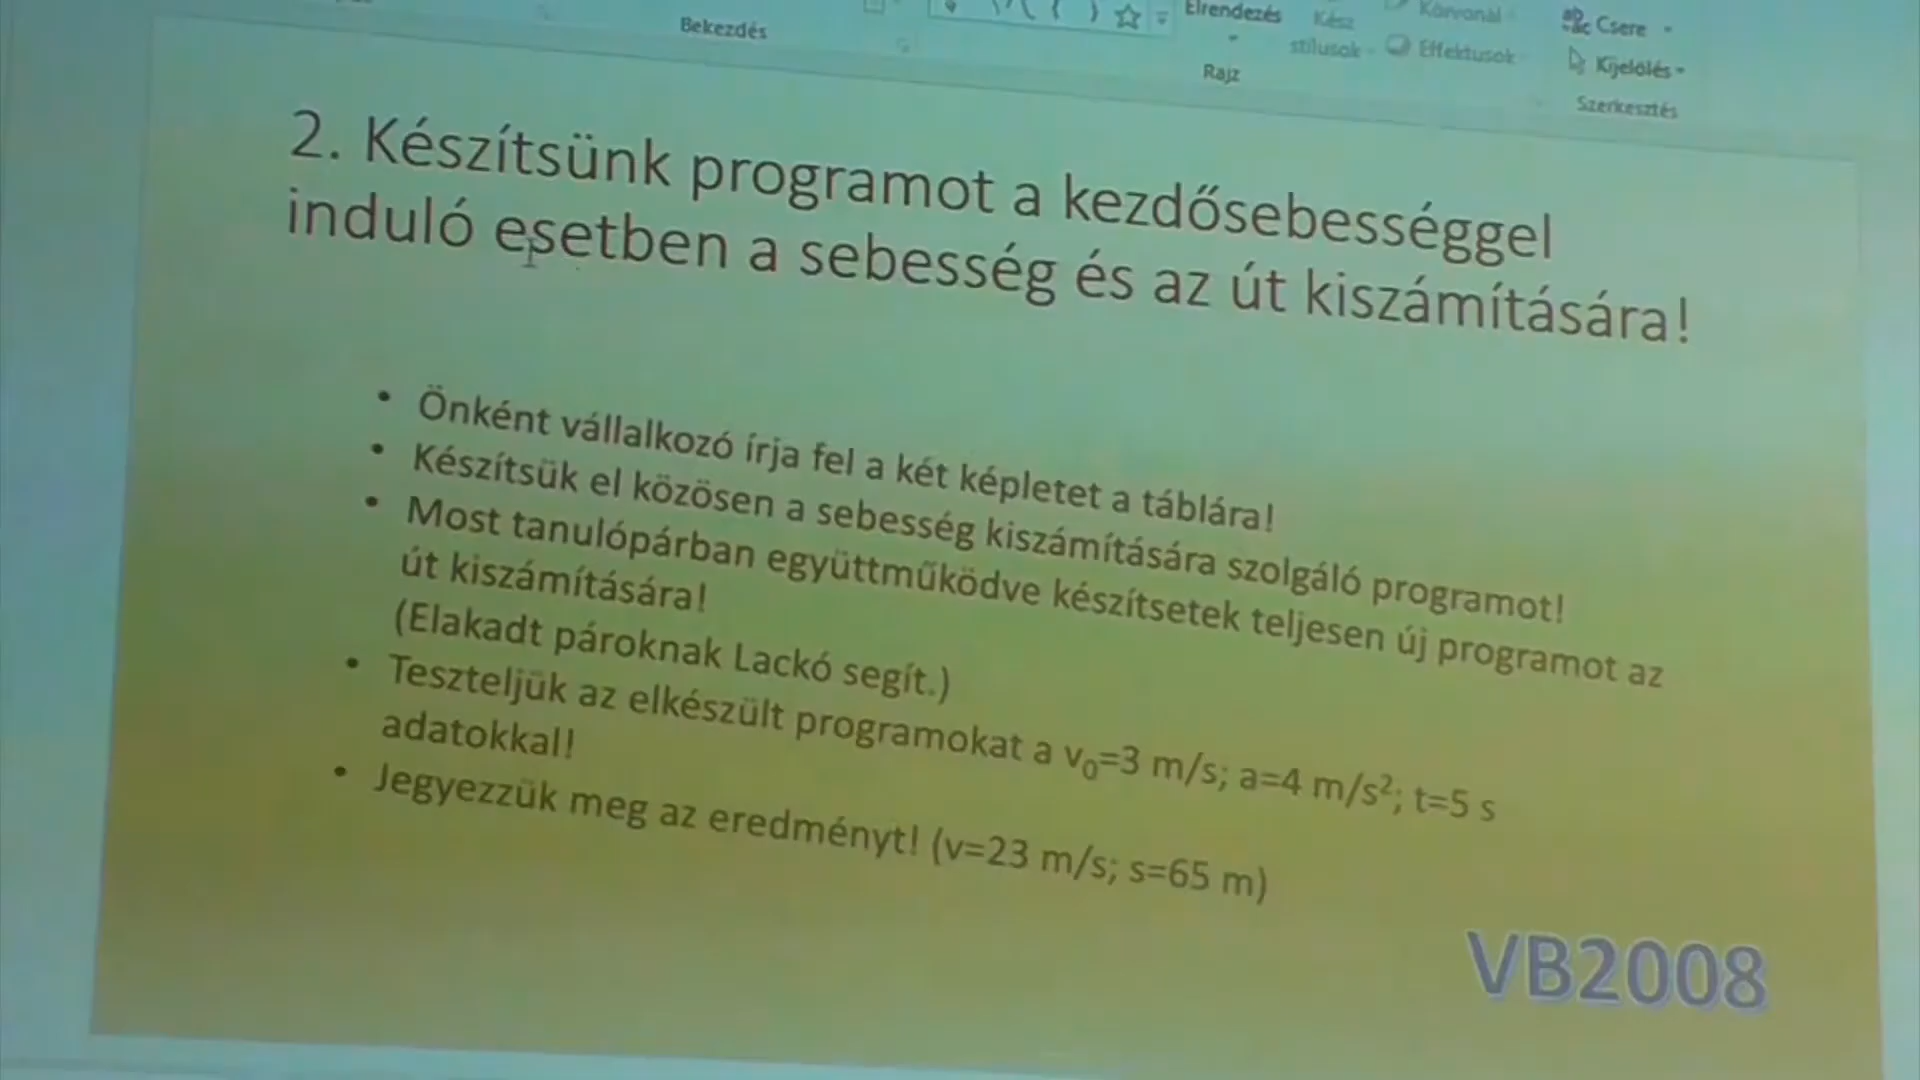 Bekezdés
Elrendezés
Rajz
Kész
stílusok
Körvonal
Effektusok
Csere
Kijelölés
Szerkesztés
2. Készítsünk programot a kezdősebességgel
induló esetben a sebesség és az út kiszámítására!
• Önként vállalkozó írja fel a két képletet a táblára!
• Készítsük el közösen a sebesség kiszámítására szolgáló programot!
• Most tanulópárban együttműködve készítsetek teljesen új programot az
út kiszámítására!
(Elakadt pároknak Lackó segít.)
• Teszteljük az elkészült programokat a v₀=3 m/s; a=4 m/s²; t=5 s
adatokkal!
• Jegyezzük meg az eredményt! (v=23 m/s; s=65 m)
VB2008